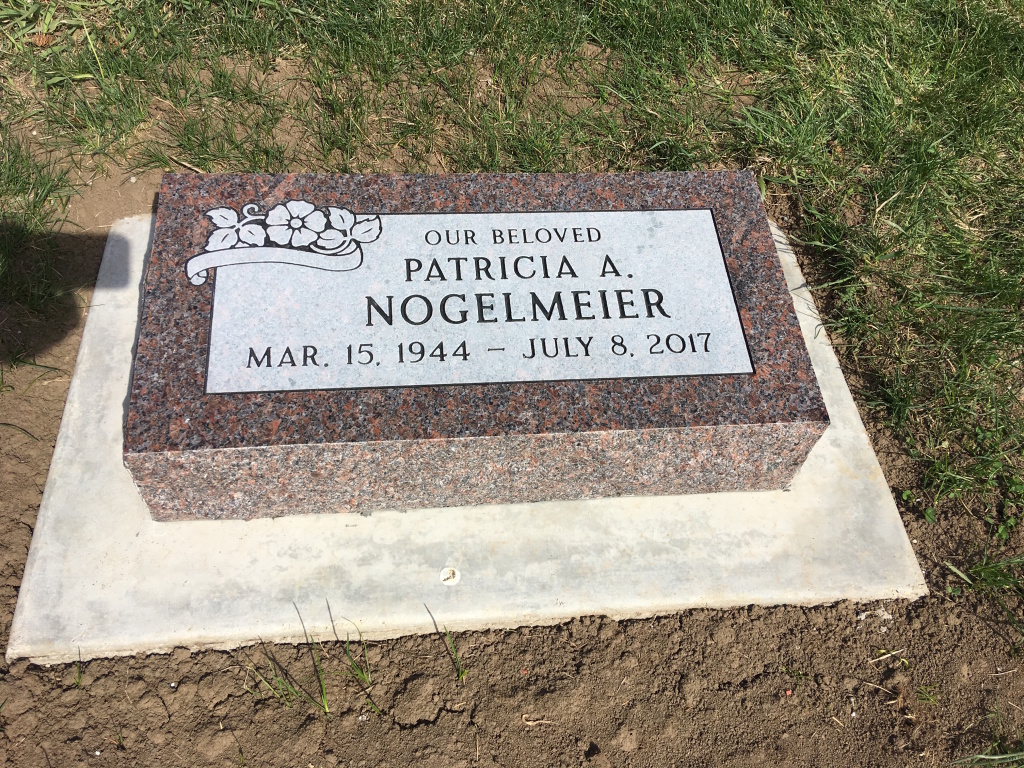 OUR BELOVED
PATRICIA A.
NOGELMEIER
MAR. 15, 1944 – JULY 8, 2017